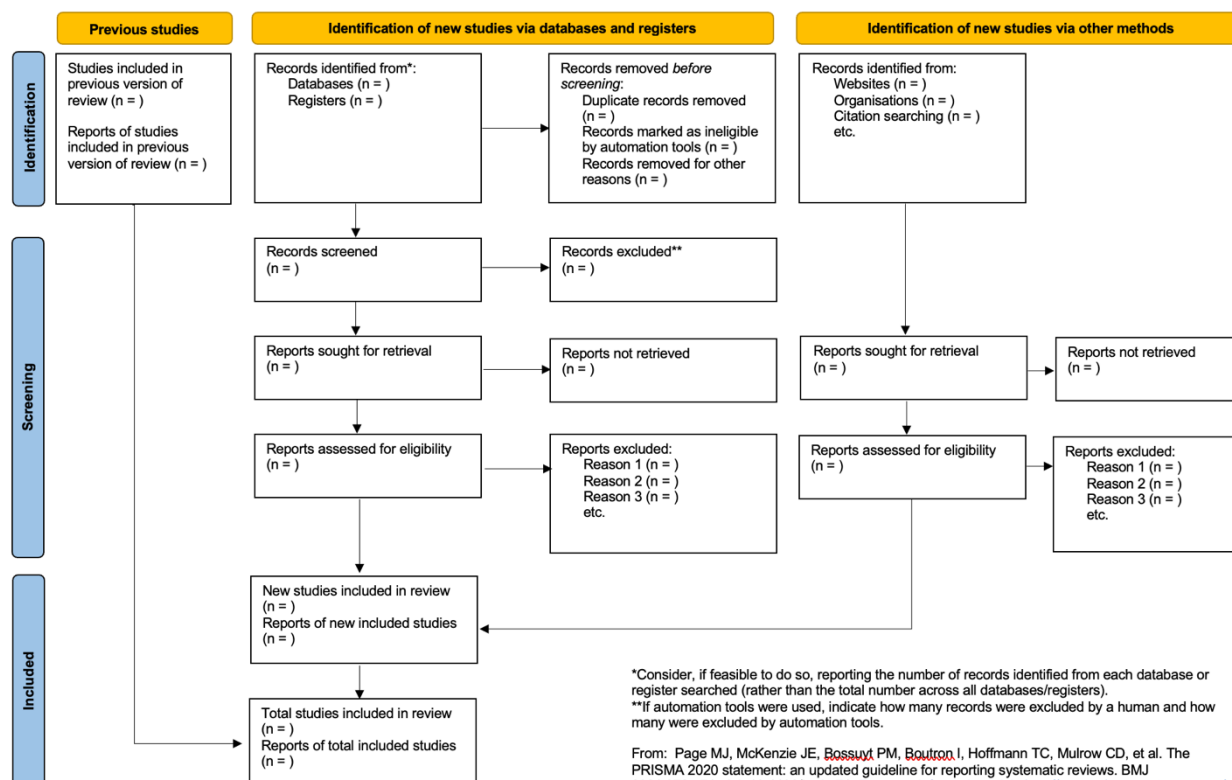 Previous studies
Identification of new studies via databases and registers
Identification of new studies via other methods
Identification
Studies included in
previous version of
review (n = )
Reports of studies
included in previous
version of review (n = )
Records identified from*:
Databases (n = )
Registers (n = )
Records removed before
screening:
Duplicate records removed
(n = )
Records marked as ineligible
by automation tools (n = )
Records removed for other
reasons (n = )
Records identified from:
Websites (n = )
Organisations (n = )
Citation searching (n = )
etc.
Screening
Records screened
(n = )
Records excluded**
(n = )
Reports sought for retrieval
(n = )
Reports not retrieved
(n = )
Reports sought for retrieval
(n = )
Reports not retrieved
(n = )
Reports assessed for eligibility
(n = )
Reports excluded:
Reason 1 (n = )
Reason 2 (n = )
Reason 3 (n = )
etc.
Reports assessed for eligibility
(n = )
Reports excluded:
Reason 1 (n = )
Reason 2 (n = )
Reason 3 (n = )
etc.
Included
New studies included in review
(n = )
Reports of new included studies
(n = )
Total studies included in review
(n = )
Reports of total included studies
(n = )
*Consider, if feasible to do so, reporting the number of records identified from each database or
register searched (rather than the total number across all databases/registers).
**If automation tools were used, indicate how many records were excluded by a human and how
many were excluded by automation tools.
From: Page MJ, McKenzie JE, Bossuyt PM, Boutron I, Hoffmann TC, Mulrow CD, et al. The
PRISMA 2020 statement: an updated guideline for reporting systematic reviews. BMJ